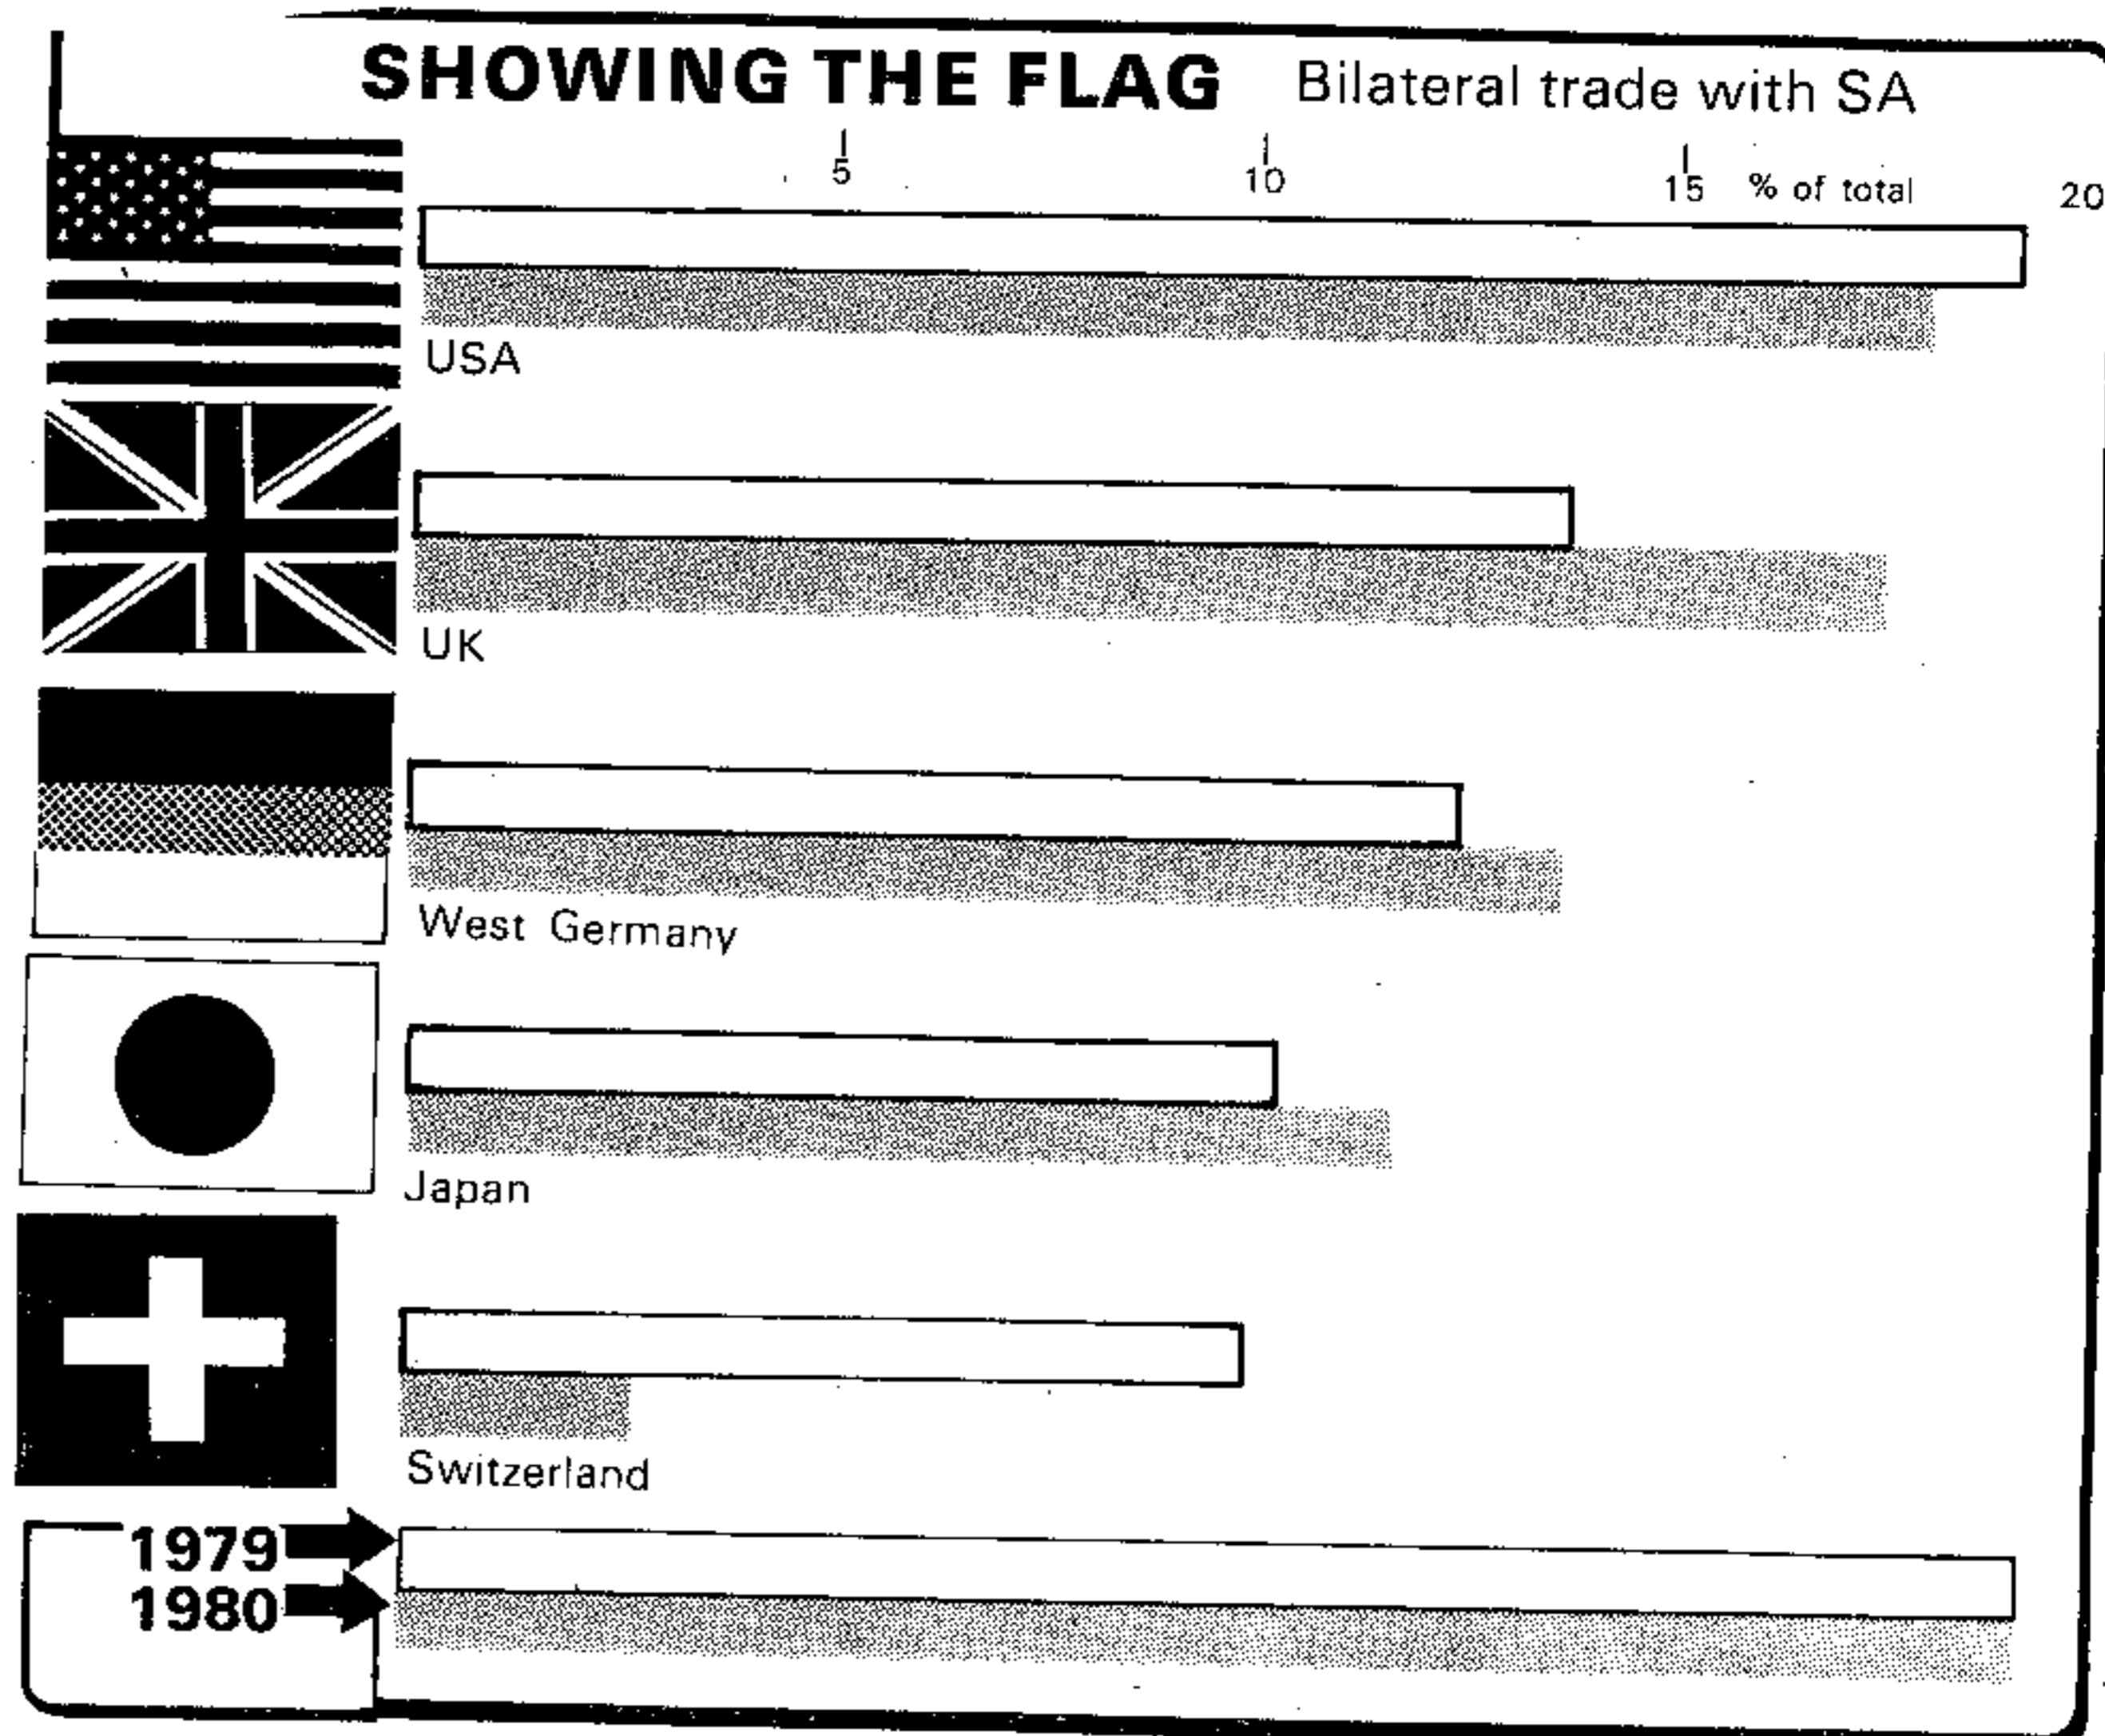 SHOWING THE FLAG Bilateral trade with SA
5 10 15 % of total 20
USA
UK
West Germany
Japan
Switzerland
1979
1980